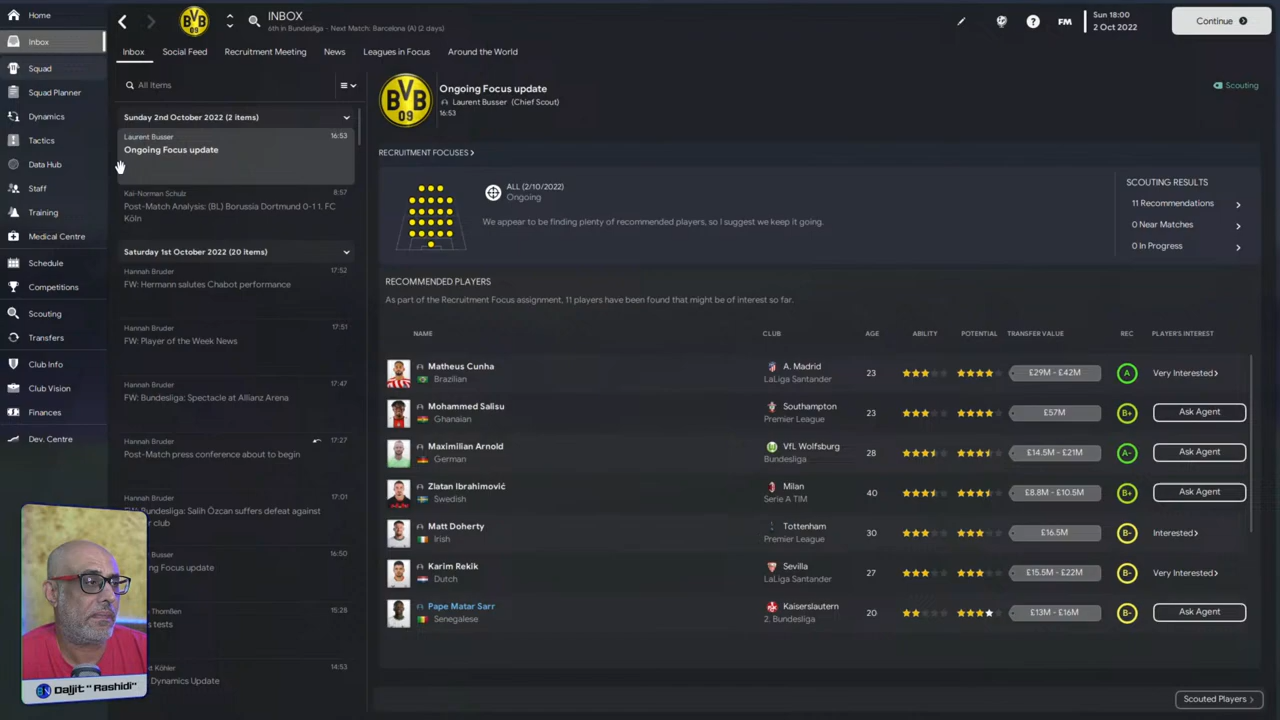 Home
Inbox
Squad
Squad Planner
Dynamics
Tactics
Data Hub
Staff
Training
Medical Centre
Schedule
Competitions
Scouting
Transfers
Club Info
Club Vision
Finances
Dev. Centre
BVB
09
INBOX
6th in Bundesliga - Next Match: Barcelona (A) (2 days)
FM
Sun 18:00
2 Oct 2022
Continue
Inbox
Social Feed
Recruitment Meeting
News
Leagues in Focus
Around the World
All Items
Sunday 2nd October 2022 (2 items)
Laurent Busser 16:53
Ongoing Focus update
Kai-Norman Schulz 8:57
Post-Match Analysis: (BL) Borussia Dortmund 0-1 1. FC
Köln
Saturday 1st October 2022 (20 items)
Hannah Bruder 17:52
FW: Hermann salutes Chabot performance
Hannah Bruder 17:51
FW: Player of the Week News
Hannah Bruder 17:47
FW: Bundesliga: Spectacle at Allianz Arena
Hannah Bruder 17:27
Post-Match press conference about to begin
Hannah Bruder 17:01
Bundesliga: Salih Özcan suffers defeat against
club
Busser 16:50
Focus update
Thomßen 15:28
tests
Köhler 14:53
Dynamics Update
Daljit "Rashidi"
BVB
09
Ongoing Focus update
Laurent Busser (Chief Scout)
16:53
Scouting
RECRUITMENT FOCUSES >
ALL (2/10/2022)
Ongoing
We appear to be finding plenty of recommended players, so I suggest we keep it going.
SCOUTING RESULTS
11 Recommendations
0 Near Matches
0 In Progress
RECOMMENDED PLAYERS
As part of the Recruitment Focus assignment, 11 players have been found that might be of interest so far.
NAME CLUB AGE ABILITY POTENTIAL TRANSFER VALUE REC PLAYER'S INTEREST
Matheus Cunha A. Madrid 23 £29M - £42M A Very Interested>
Brazilian LaLiga Santander
Mohammed Salisu Southampton 23 £57M B+ Ask Agent
Ghanaian Premier League
Maximilian Arnold VfL Wolfsburg 28 £14.5M - £21M A- Ask Agent
German Bundesliga
Zlatan Ibrahimović Milan 40 £8.8M - £10.5M B+ Ask Agent
Swedish Serie A TIM
Matt Doherty Tottenham 30 £16.5M B- Interested>
Irish Premier League
Karim Rekik Sevilla 27 £15.5M - £22M B- Very Interested>
Dutch LaLiga Santander
Pape Matar Sarr Kaiserslautern 20 £13M - £16M B- Ask Agent
Senegalese 2. Bundesliga
Scouted Players >